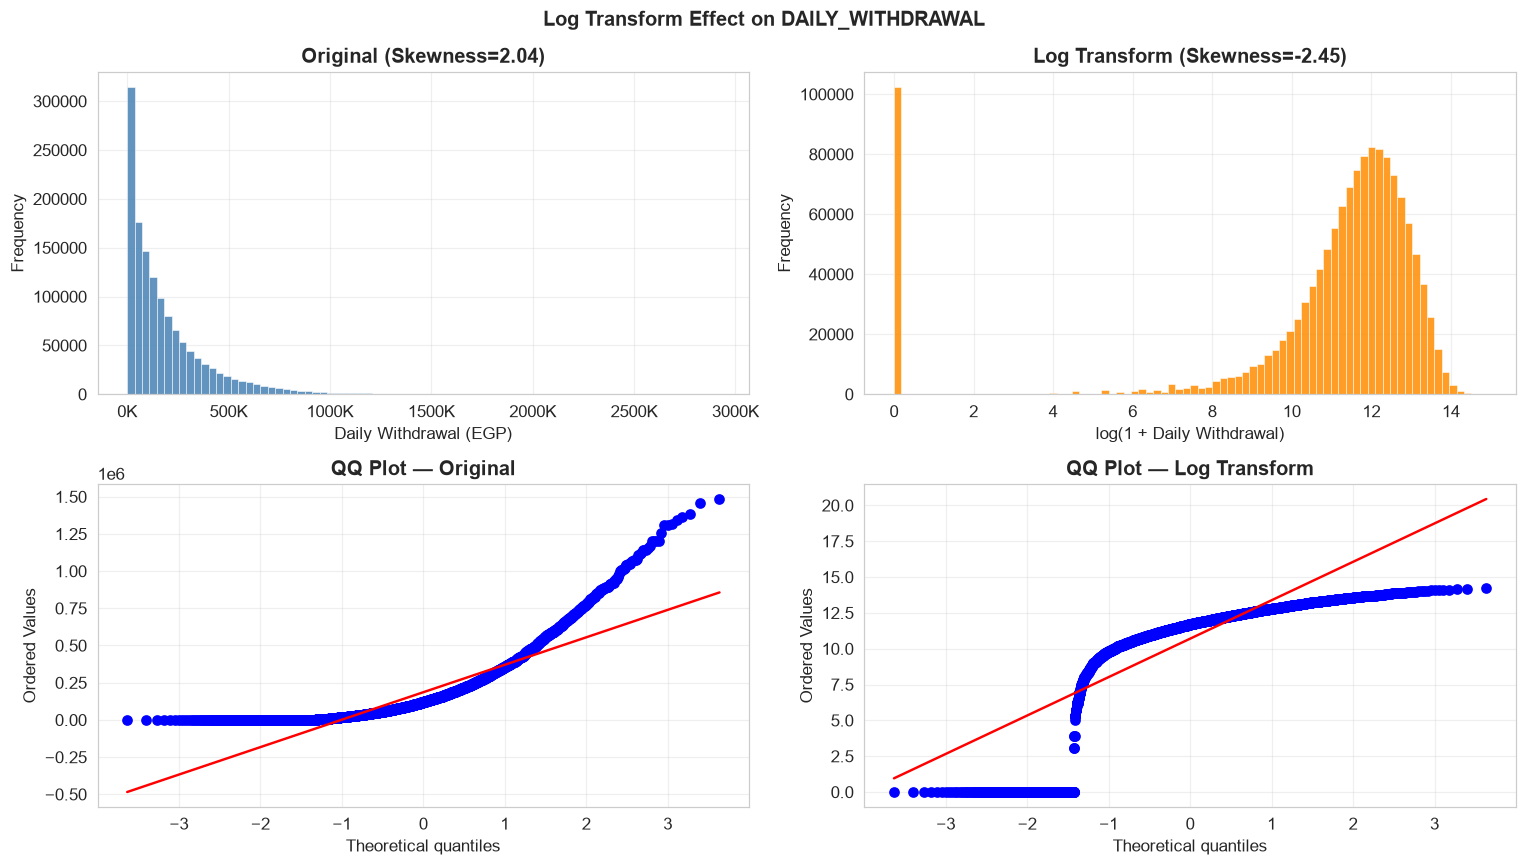 Log Transform Effect on DAILY_WITHDRAWAL
Original (Skewness=2.04)
Frequency
300000
250000
200000
150000
100000
50000
0
0K 500K 1000K 1500K 2000K 2500K 3000K
Daily Withdrawal (EGP)
Log Transform (Skewness=-2.45)
Frequency
100000
80000
60000
40000
20000
0
0 2 4 6 8 10 12 14
log(1 + Daily Withdrawal)
QQ Plot — Original
1e6
Ordered Values
1.50
1.25
1.00
0.75
0.50
0.25
0.00
−0.25
−0.50
−3 −2 −1 0 1 2 3
Theoretical quantiles
QQ Plot — Log Transform
Ordered Values
20.0
17.5
15.0
12.5
10.0
7.5
5.0
2.5
0.0
−3 −2 −1 0 1 2 3
Theoretical quantiles